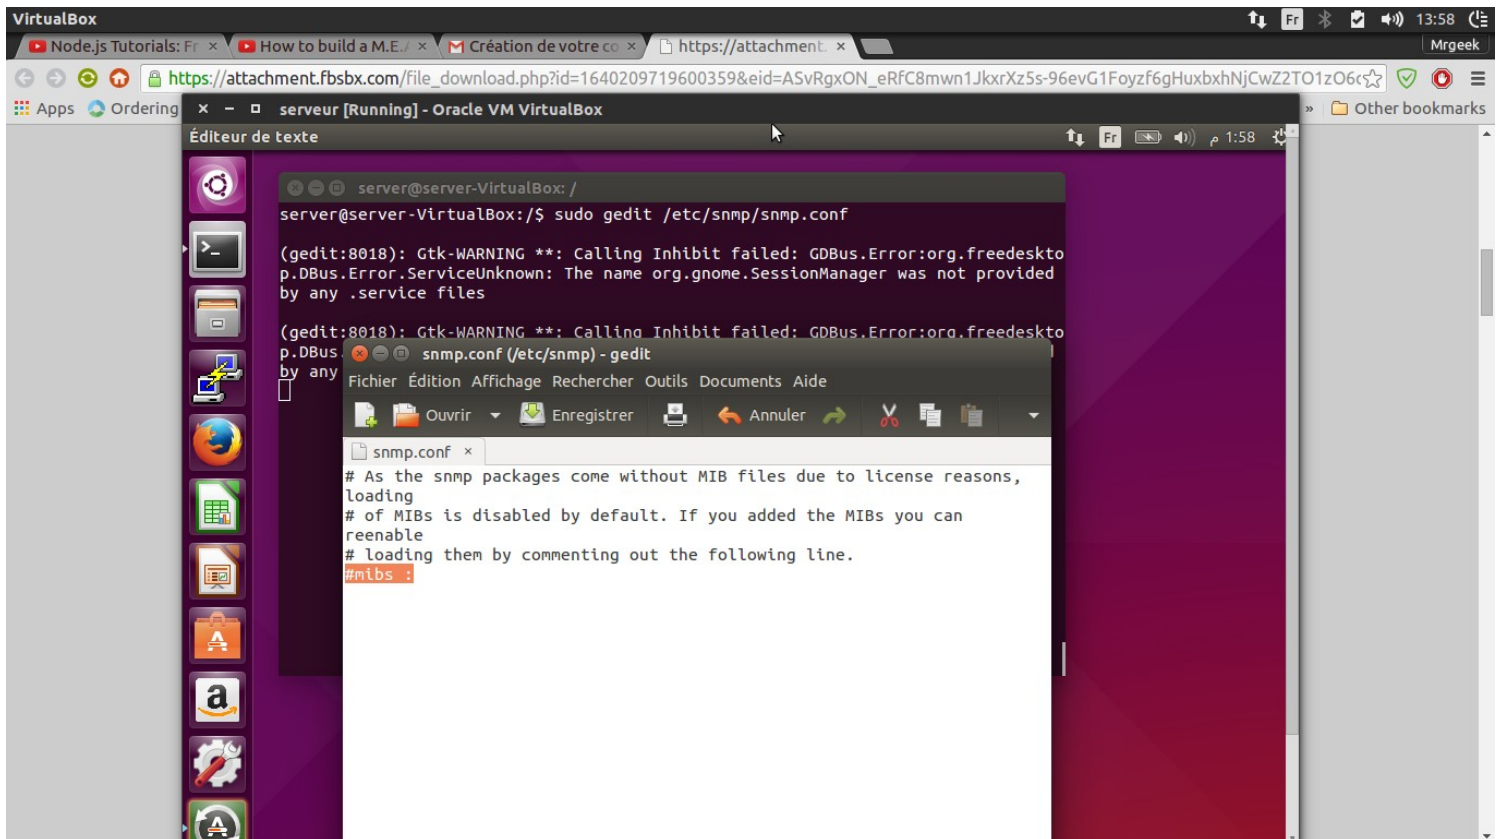 VirtualBox
Fr 13:58
Node.js Tutorials: Fr × How to build a M.E.A × Création de votre co × https://attachment. × Mrgeek
https://attachment.fbsbx.com/file_download.php?id=1640209719600359&eid=ASvRgxON_eRfC8mwn1JkxrXz5s-96evG1Foyzf6gHuxbxhNjCwZ2TO1zO6
Apps Ordering » Other bookmarks
serveur [Running] - Oracle VM VirtualBox
Éditeur de texte Fr م 1:58
server@server-VirtualBox: /
server@server-VirtualBox:/$ sudo gedit /etc/snmp/snmp.conf
(gedit:8018): Gtk-WARNING **: Calling Inhibit failed: GDBus.Error:org.freedeskto
p.DBus.Error.ServiceUnknown: The name org.gnome.SessionManager was not provided
by any .service files
(gedit:8018): Gtk-WARNING **: Calling Inhibit failed: GDBus.Error:org.freedeskto
p.DBus.
by any
snmp.conf (/etc/snmp) - gedit
Fichier Édition Affichage Rechercher Outils Documents Aide
Ouvrir Enregistrer Annuler
snmp.conf ×
# As the snmp packages come without MIB files due to license reasons,
loading
# of MIBs is disabled by default. If you added the MIBs you can
reenable
# loading them by commenting out the following line.
#mibs :